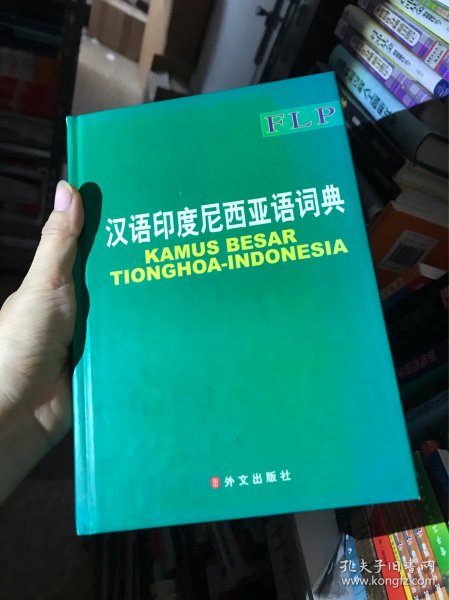 FLP
汉语印度尼西亚语词典
KAMUS BESAR
TIONGHOA-INDONESIA
外文出版社
孔夫子旧书网
www.kongfz.com